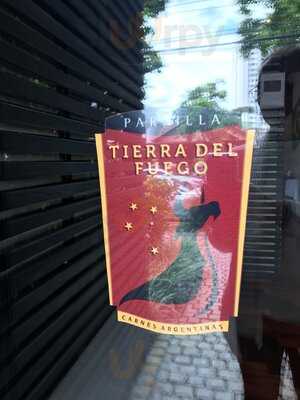 PARRILLA
TIERRA DEL
FUEGO
CARNES ARGENTINAS